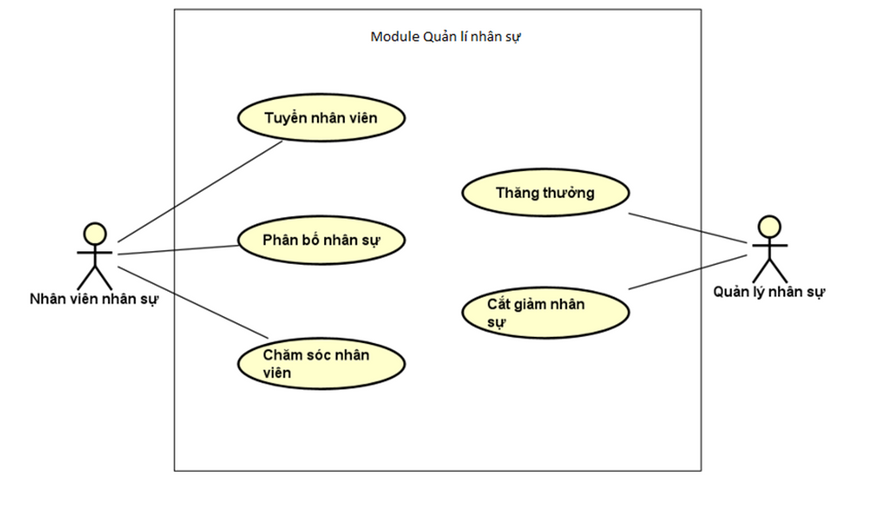 Module Quản lí nhân sự
Tuyển nhân viên
Thăng thưởng
Phân bố nhân sự
Nhân viên nhân sự
Quản lý nhân sự
Cắt giảm nhân
sự
Chăm sóc nhân
viên